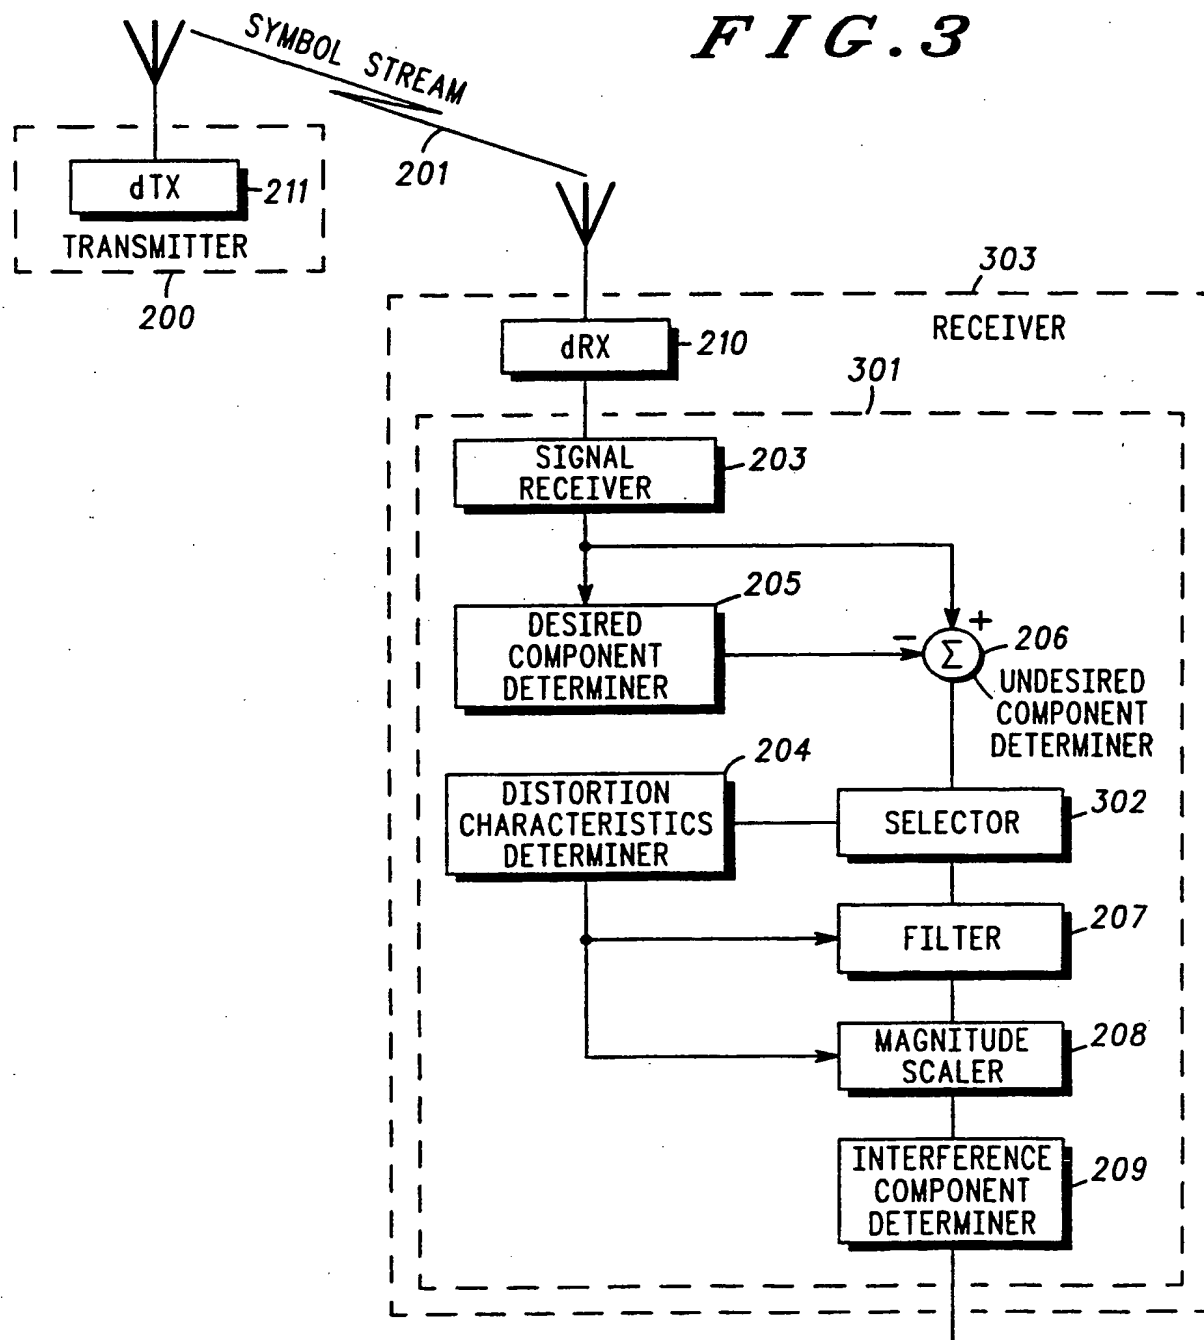 FIG.3
SYMBOL STREAM
201
dTX
211
TRANSMITTER
200
303
RECEIVER
dRX
210
301
SIGNAL
RECEIVER
203
205
DESIRED
COMPONENT
DETERMINER
+
-
Σ
206
UNDESIRED
COMPONENT
DETERMINER
204
DISTORTION
CHARACTERISTICS
DETERMINER
SELECTOR
302
FILTER
207
MAGNITUDE
SCALER
208
INTERFERENCE
COMPONENT
DETERMINER
209